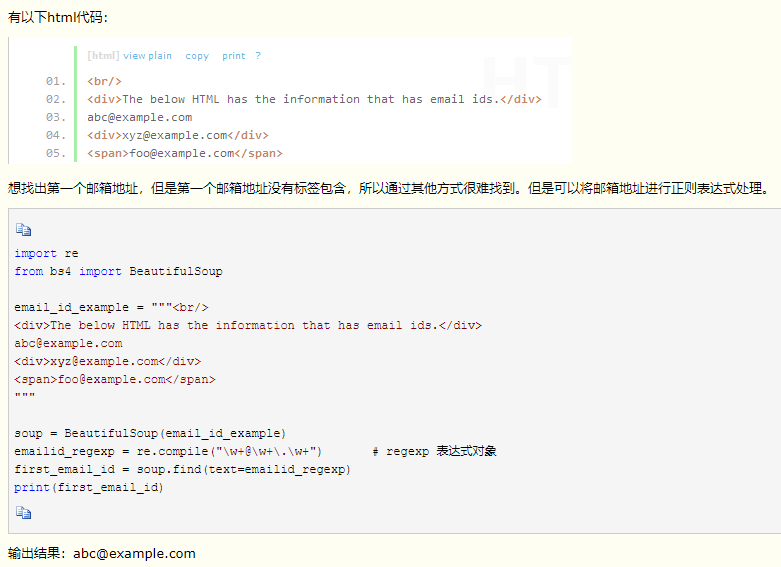 有以下html代码：
[html] view plain copy print ?
01. <br/>
02. <div>The below HTML has the information that has email ids.</div>
03. abc@example.com
04. <div>xyz@example.com</div>
05. <span>foo@example.com</span>
想找出第一个邮箱地址，但是第一个邮箱地址没有标签包含，所以通过其他方式很难找到。但是可以将邮箱地址进行正则表达式处理。
import re
from bs4 import BeautifulSoup
email_id_example = """<br/>
<div>The below HTML has the information that has email ids.</div>
abc@example.com
<div>xyz@example.com</div>
<span>foo@example.com</span>
"""
soup = BeautifulSoup(email_id_example)
emailid_regexp = re.compile("\w+@\w+\.\w+")       # regexp 表达式对象
first_email_id = soup.find(text=emailid_regexp)
print(first_email_id)
输出结果：abc@example.com